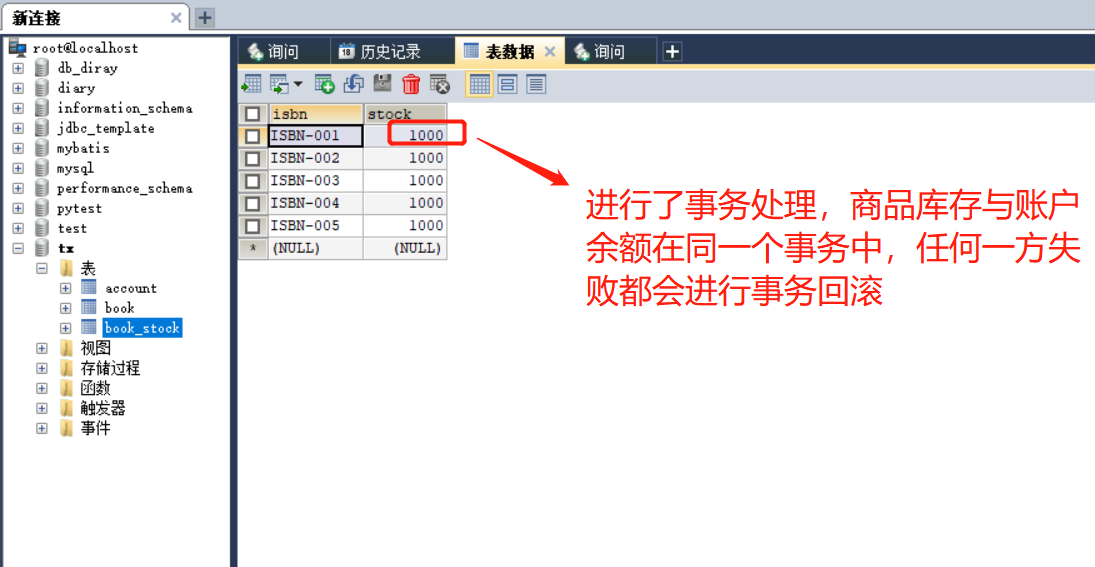 新连接
root@localhost
db_diray
diary
information_schema
jdbc_template
mybatis
mysql
performance_schema
pytest
test
tx
表
account
book
book_stock
视图
存储过程
函数
触发器
事件
询问 历史记录 表数据 询问
isbn stock
ISBN-001 1000
ISBN-002 1000
ISBN-003 1000
ISBN-004 1000
ISBN-005 1000
* (NULL) (NULL)
进行了事务处理，商品库存与账户
余额在同一个事务中，任何一方失
败都会进行事务回滚